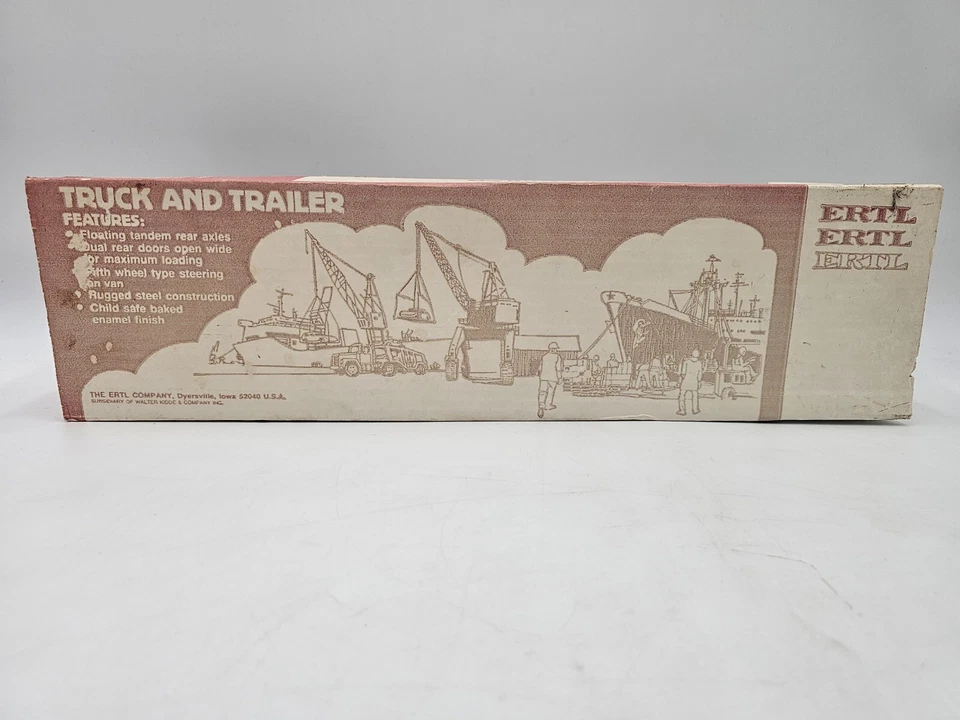 TRUCK AND TRAILER
FEATURES:
Floating tandem rear axles
Dual rear doors open wide
for maximum loading
Fifth wheel type steering
on van
• Rugged steel construction
• Child safe baked
enamel finish
THE ERTL COMPANY, Dyersville, Iowa 52040 U.S.A.
SUBSIDIARY OF WALTER KIDDE & COMPANY INC.
ERTL
ERTL
ERTL